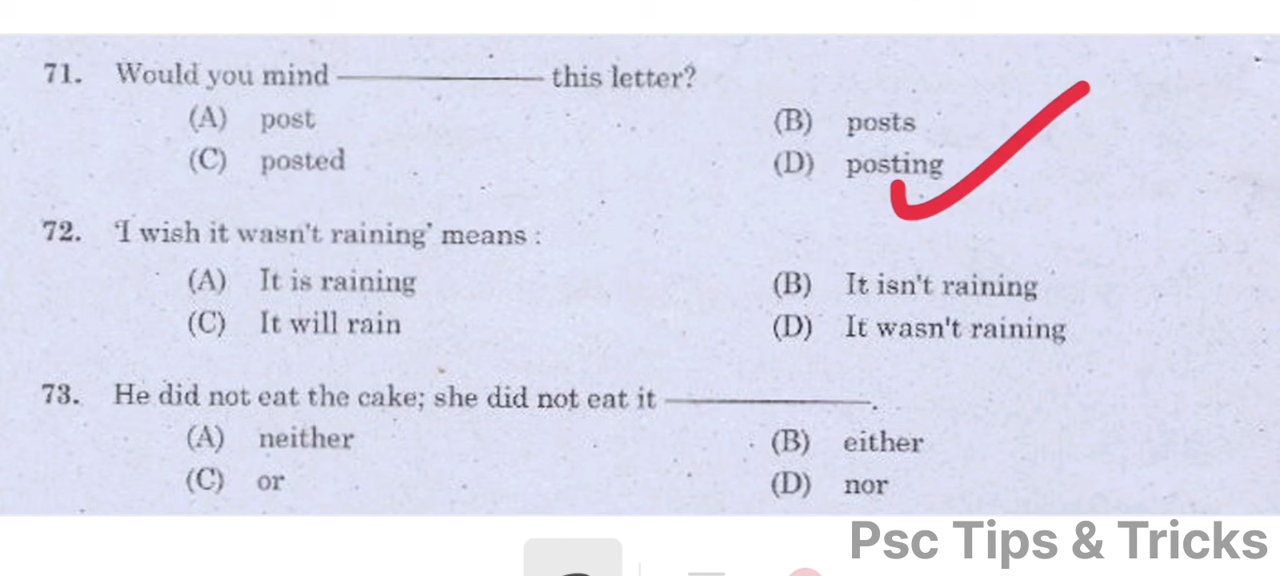 71. Would you mind ______ this letter?
(A) post (B) posts
(C) posted (D) posting
72. 'I wish it wasn't raining' means :
(A) It is raining (B) It isn't raining
(C) It will rain (D) It wasn't raining
73. He did not eat the cake; she did not eat it ______.
(A) neither (B) either
(C) or (D) nor
Psc Tips & Tricks